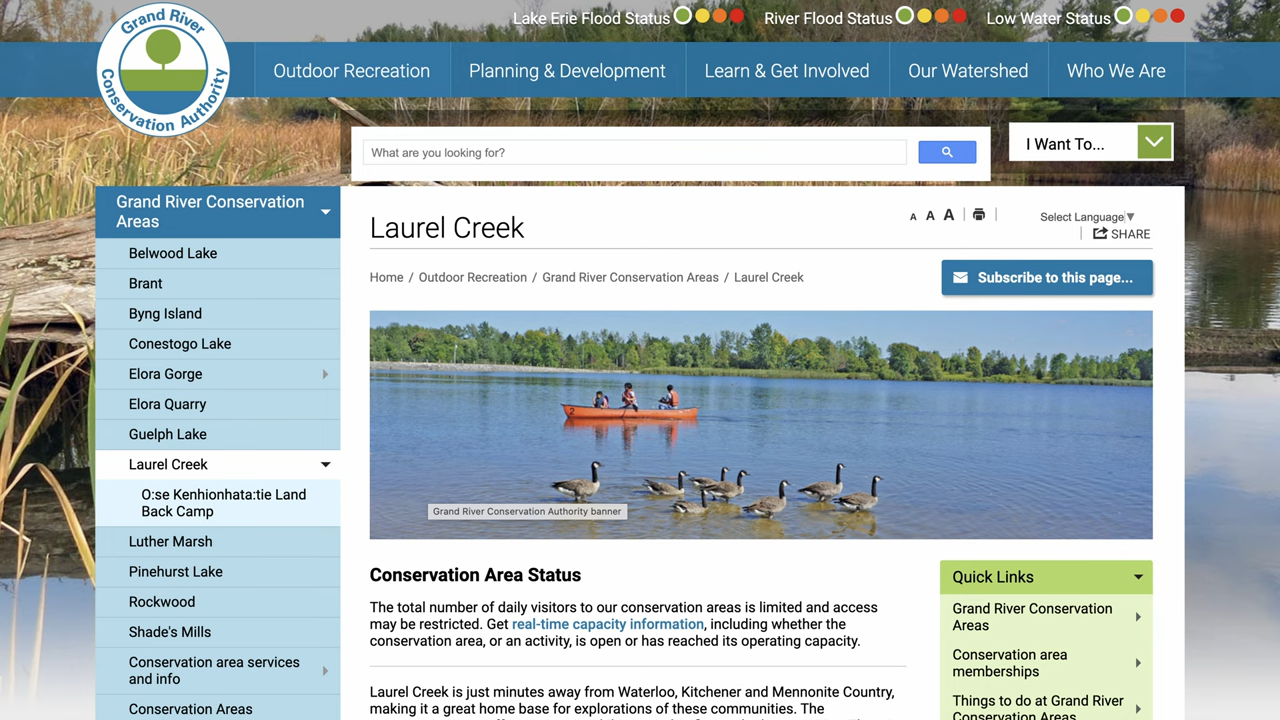 Grand River
Conservation Authority
Lake Erie Flood Status
River Flood Status
Low Water Status
Outdoor Recreation
Planning & Development
Learn & Get Involved
Our Watershed
Who We Are
What are you looking for?
I Want To...
Grand River Conservation
Areas
Belwood Lake
Brant
Byng Island
Conestogo Lake
Elora Gorge
Elora Quarry
Guelph Lake
Laurel Creek
O:se Kenhionhata:tie Land
Back Camp
Luther Marsh
Pinehurst Lake
Rockwood
Shade's Mills
Conservation area services
and info
Conservation Areas
Laurel Creek
A A A
Select Language▼
SHARE
Home / Outdoor Recreation / Grand River Conservation Areas / Laurel Creek
Subscribe to this page...
2
Grand River Conservation Authority banner
Conservation Area Status
The total number of daily visitors to our conservation areas is limited and access
may be restricted. Get real-time capacity information, including whether the
conservation area, or an activity, is open or has reached its operating capacity.
Laurel Creek is just minutes away from Waterloo, Kitchener and Mennonite Country,
making it a great home base for explorations of these communities. The
Quick Links
Grand River Conservation
Areas
Conservation area
memberships
Things to do at Grand River
Conservation Areas